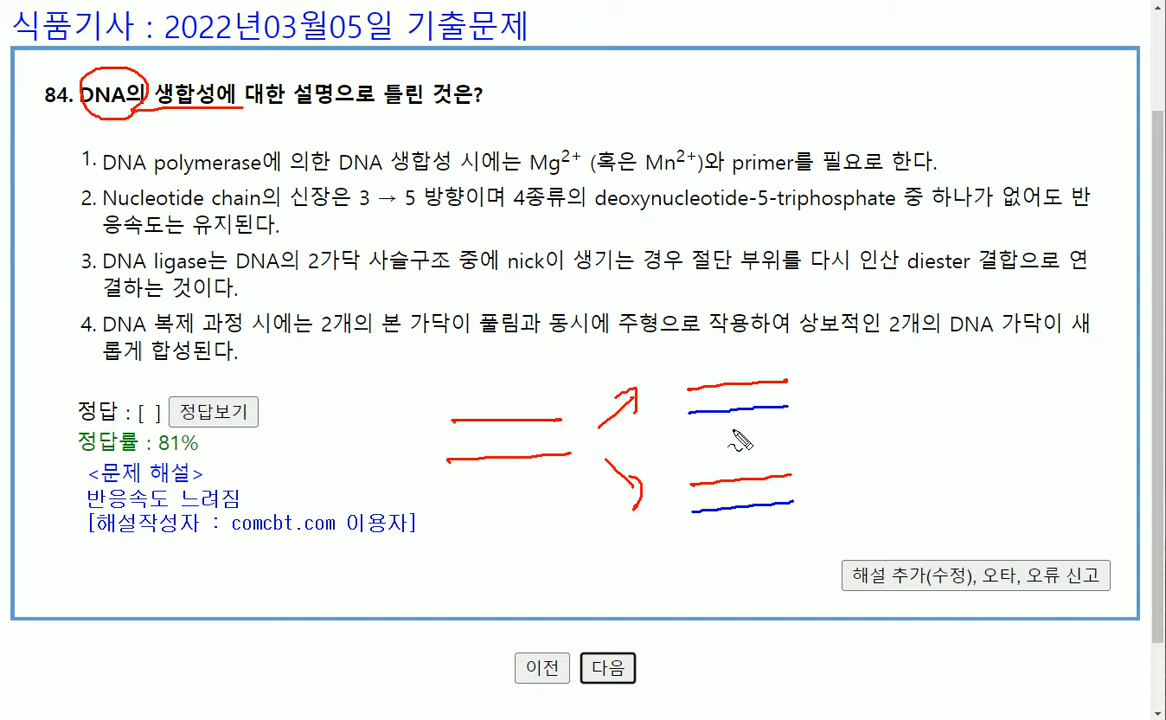 식품기사 : 2022년03월05일 기출문제
84. DNA의 생합성에 대한 설명으로 틀린 것은?
1. DNA polymerase에 의한 DNA 생합성 시에는 Mg2+ (혹은 Mn2+)와 primer를 필요로 한다.
2. Nucleotide chain의 신장은 3 → 5 방향이며 4종류의 deoxynucleotide-5-triphosphate 중 하나가 없어도 반
응속도는 유지된다.
3. DNA ligase는 DNA의 2가닥 사슬구조 중에 nick이 생기는 경우 절단 부위를 다시 인산 diester 결합으로 연
결하는 것이다.
4. DNA 복제 과정 시에는 2개의 본 가닥이 풀림과 동시에 주형으로 작용하여 상보적인 2개의 DNA 가닥이 새
롭게 합성된다.
정답 : [ ] 정답보기
정답률 : 81%
<문제 해설>
반응속도 느려짐
[해설작성자 : comcbt.com 이용자]
해설 추가(수정), 오타, 오류 신고
이전 다음